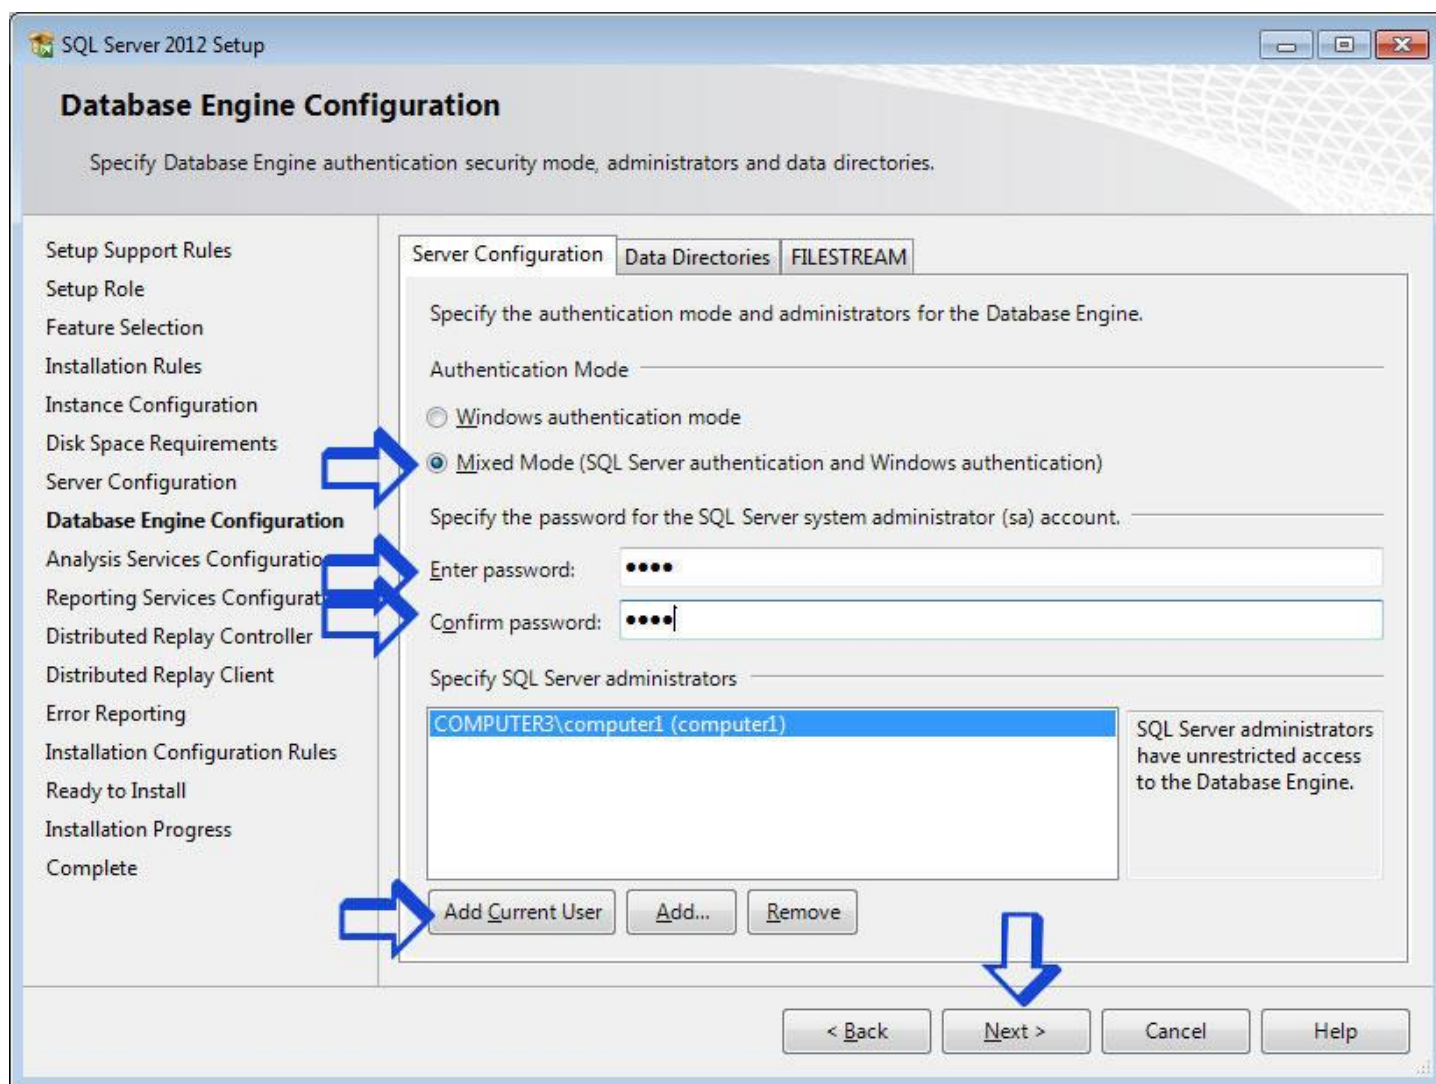 SQL Server 2012 Setup
Database Engine Configuration
Specify Database Engine authentication security mode, administrators and data directories.
Setup Support Rules
Setup Role
Feature Selection
Installation Rules
Instance Configuration
Disk Space Requirements
Server Configuration
Database Engine Configuration
Analysis Services Configuratio
Reporting Services Configurat
Distributed Replay Controller
Distributed Replay Client
Error Reporting
Installation Configuration Rules
Ready to Install
Installation Progress
Complete
Server Configuration Data Directories FILESTREAM
Specify the authentication mode and administrators for the Database Engine.
Authentication Mode
Windows authentication mode
Mixed Mode (SQL Server authentication and Windows authentication)
Specify the password for the SQL Server system administrator (sa) account.
Enter password: ●●●●
Confirm password: ●●●●
Specify SQL Server administrators
COMPUTER3\computer1 (computer1)
SQL Server administrators
have unrestricted access
to the Database Engine.
Add Current User Add... Remove
< Back Next > Cancel Help